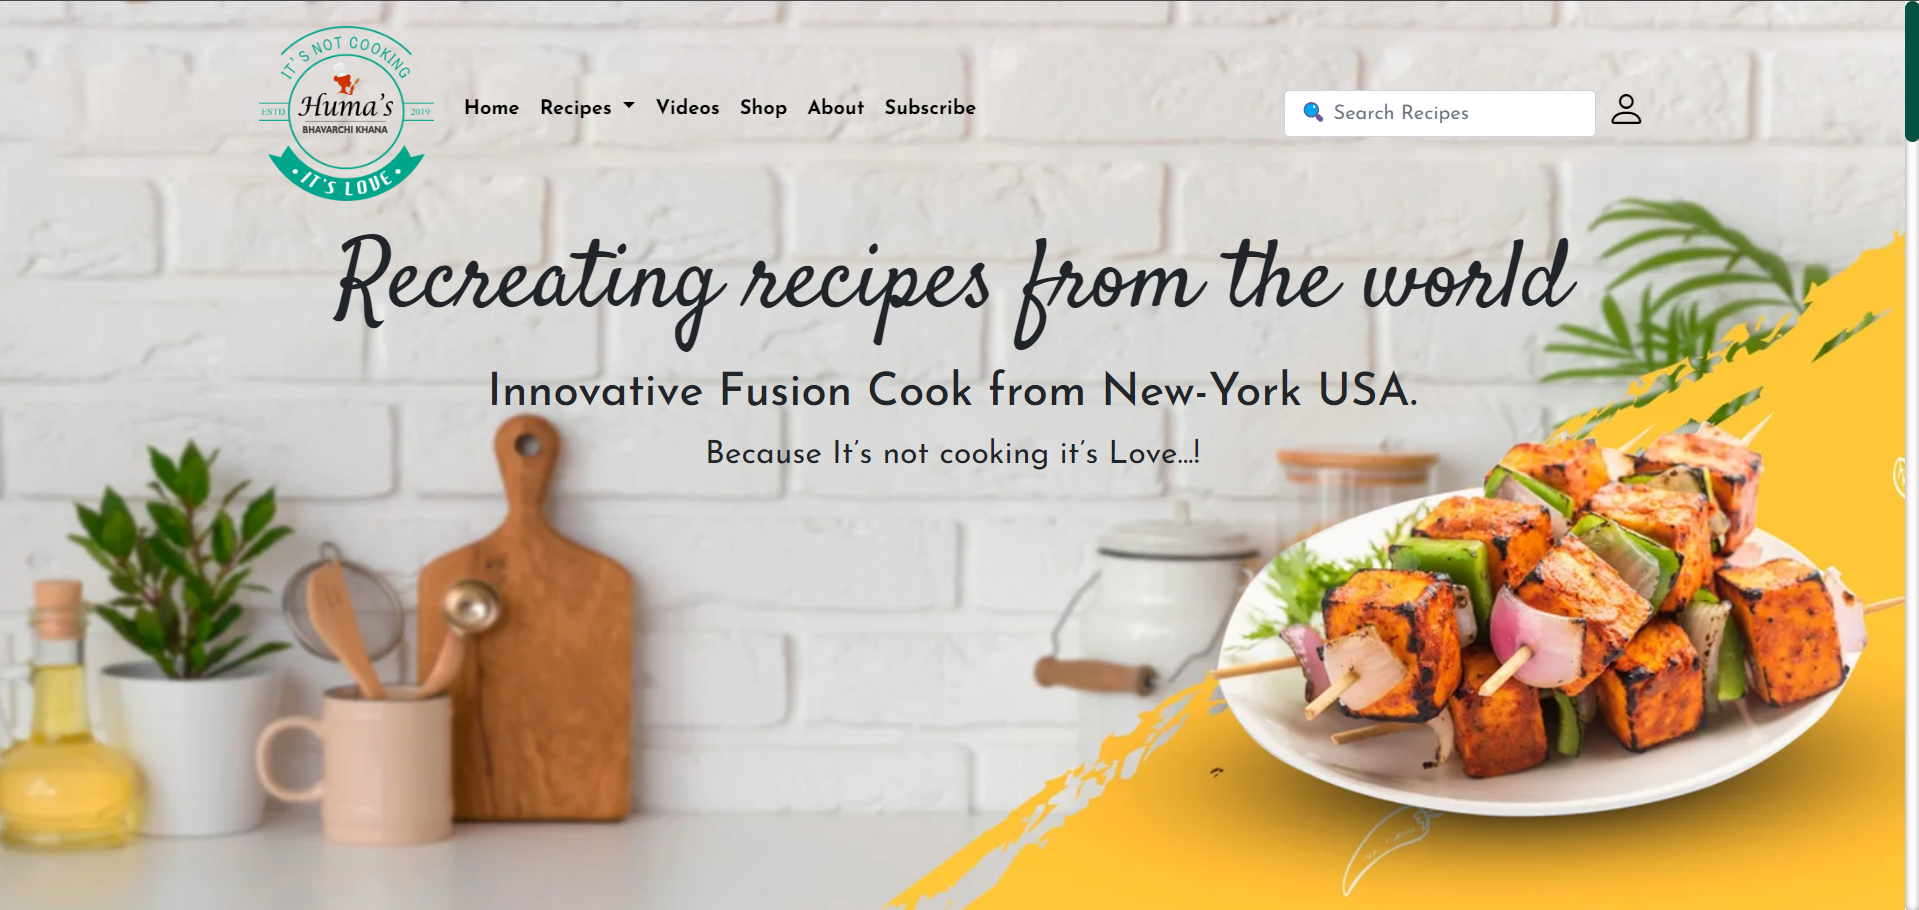 IT'S NOT COOKING
ESTD
Huma's
2019
BHAVARCHI KHANA
IT'S LOVE
Home Recipes Videos Shop About Subscribe
Search Recipes
Recreating recipes from the world
Innovative Fusion Cook from New-York USA.
Because It's not cooking it's Love...!